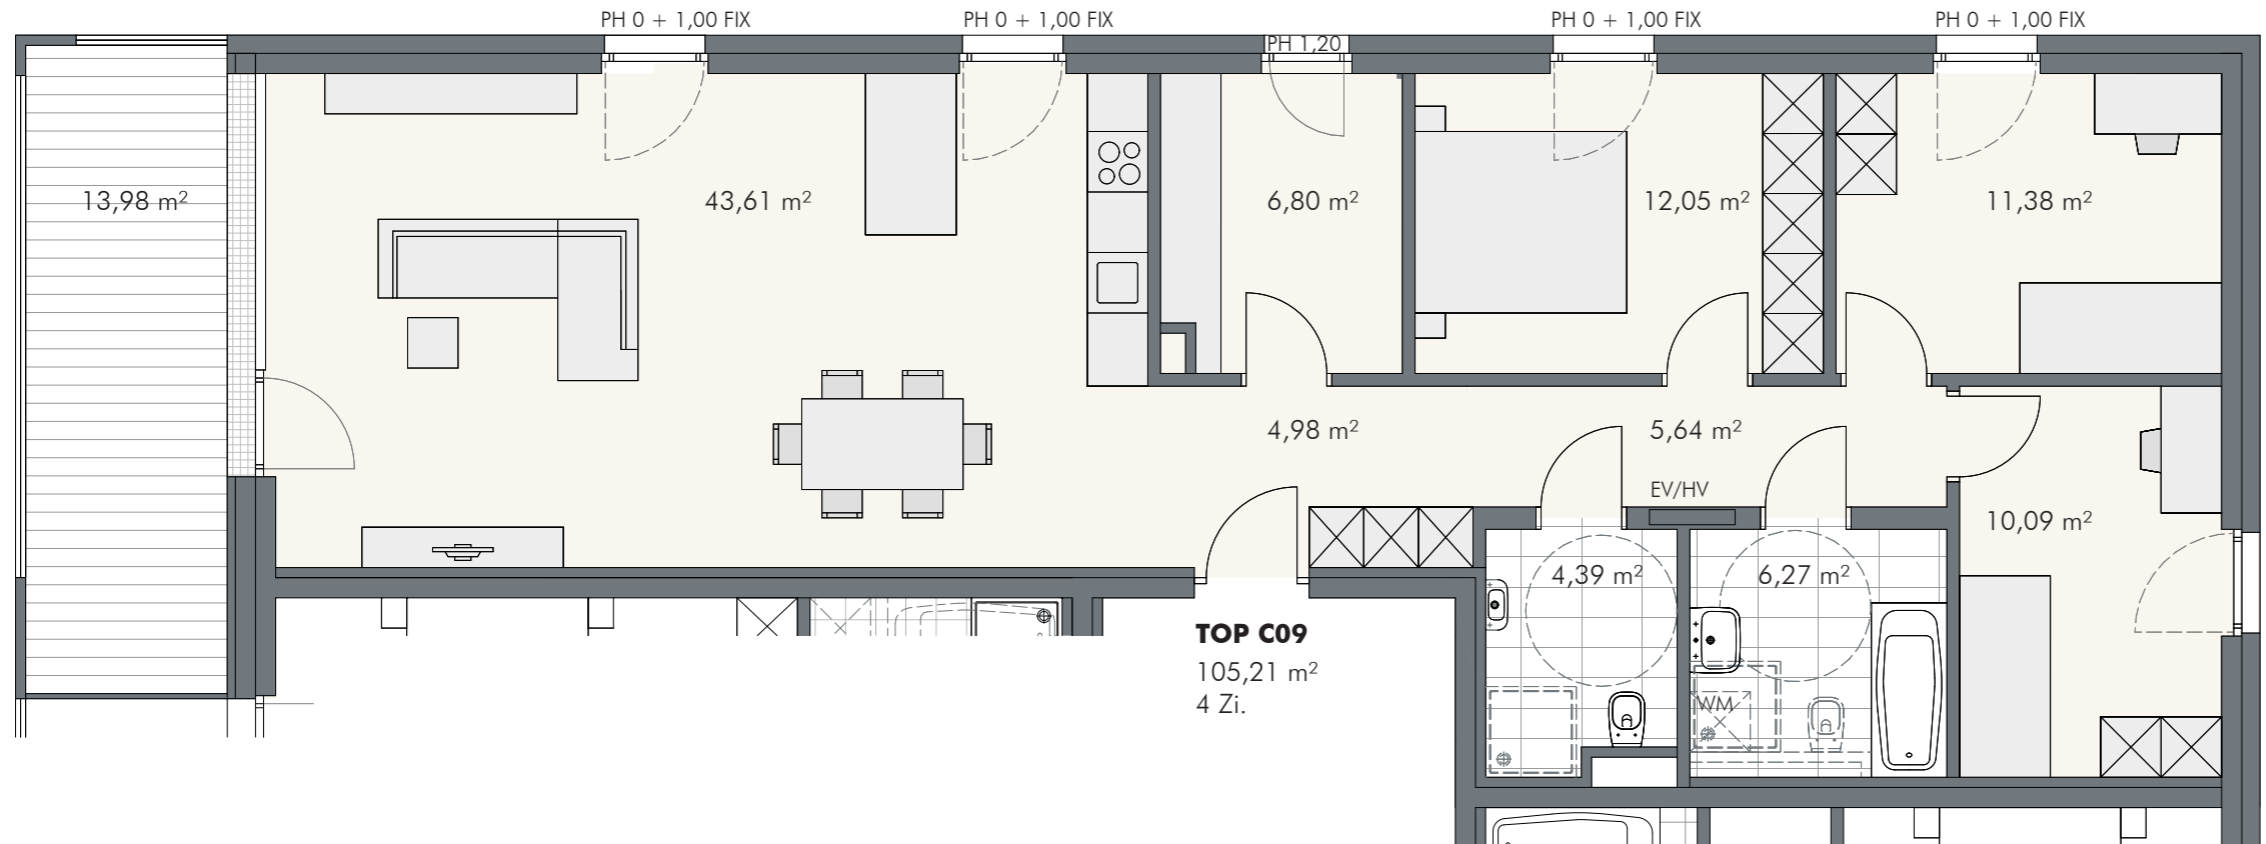 PH 0 + 1,00 FIX
PH 0 + 1,00 FIX
PH 1,20
PH 0 + 1,00 FIX
PH 0 + 1,00 FIX
13,98 m²
43,61 m²
6,80 m²
12,05 m²
11,38 m²
4,98 m²
5,64 m²
EV/HV
10,09 m²
4,39 m²
6,27 m²
WM
TOP C09
105,21 m²
4 Zi.